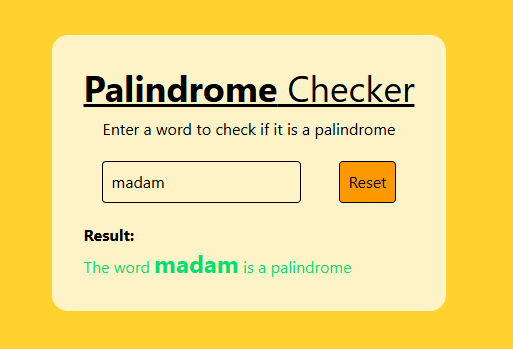 Palindrome Checker
Enter a word to check if it is a palindrome
madam Reset
Result:
The word madam is a palindrome